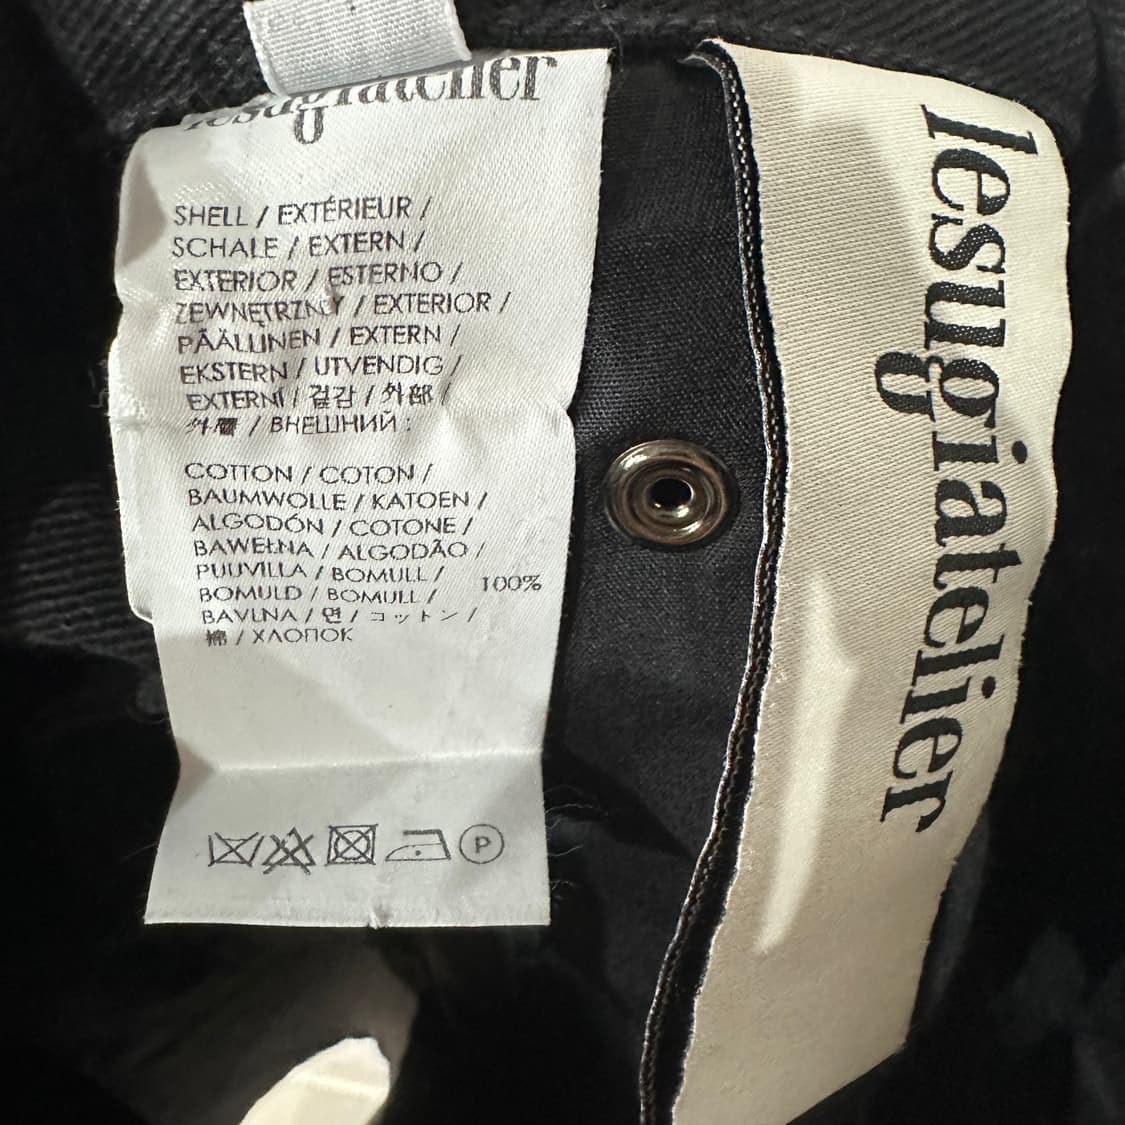 lesugiatelier
SHELL / EXTÉRIEUR /
SCHALE / EXTERN /
EXTERIOR / ESTERNO /
ZEWNĘTRZNY / EXTERIOR /
PÄÄLLINEN / EXTERN /
EKSTERN / UTVENDIG /
EXTERNÍ / 겉감 / 外部 /
外層 / ВНЕШНИЙ :
COTTON / COTON /
BAUMWOLLE / KATOEN /
ALGODÓN / COTONE /
BAWEŁNA / ALGODÃO /
PUUVILLA / BOMULL / 100%
BOMULD / BOMULL /
BAVLNA / 면 / コットン /
棉 / ХЛОПОК
P
lesugiatelier